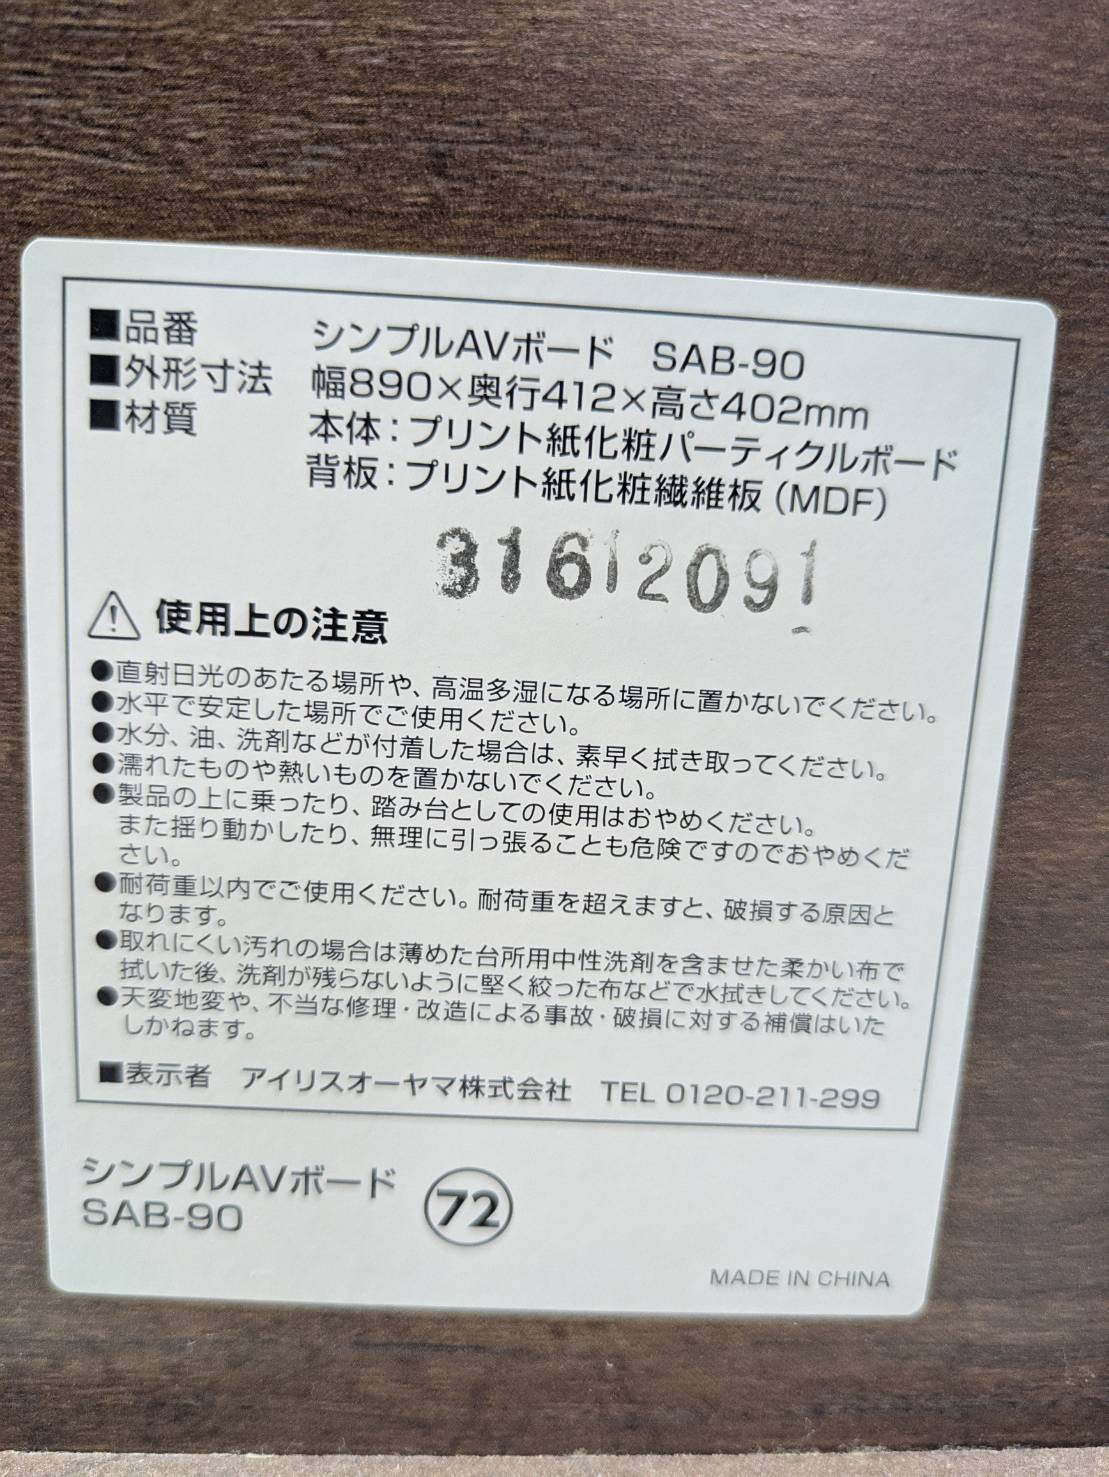 ■品番 シンプルAVボード SAB-90
■外形寸法 幅890×奥行412×高さ402mm
■材質 本体：プリント紙化粧パーティクルボード
背板：プリント紙化粧繊維板（MDF）
31612091
使用上の注意
●直射日光のあたる場所や、高温多湿になる場所に置かないでください。
●水平で安定した場所でご使用ください。
●水分、油、洗剤などが付着した場合は、素早く拭き取ってください。
●濡れたものや熱いものを置かないでください。
●製品の上に乗ったり、踏み台としての使用はおやめください。
また揺り動かしたり、無理に引っ張ることも危険ですのでおやめくだ
さい。
●耐荷重以内でご使用ください。耐荷重を超えますと、破損する原因と
なります。
●取れにくい汚れの場合は薄めた台所用中性洗剤を含ませた柔かい布で
拭いた後、洗剤が残らないように堅く絞った布などで水拭きしてください。
●天変地変や、不当な修理・改造による事故・破損に対する補償はいた
しかねます。
■表示者 アイリスオーヤマ株式会社 TEL 0120-211-299
シンプルAVボード
SAB-90
72
MADE IN CHINA